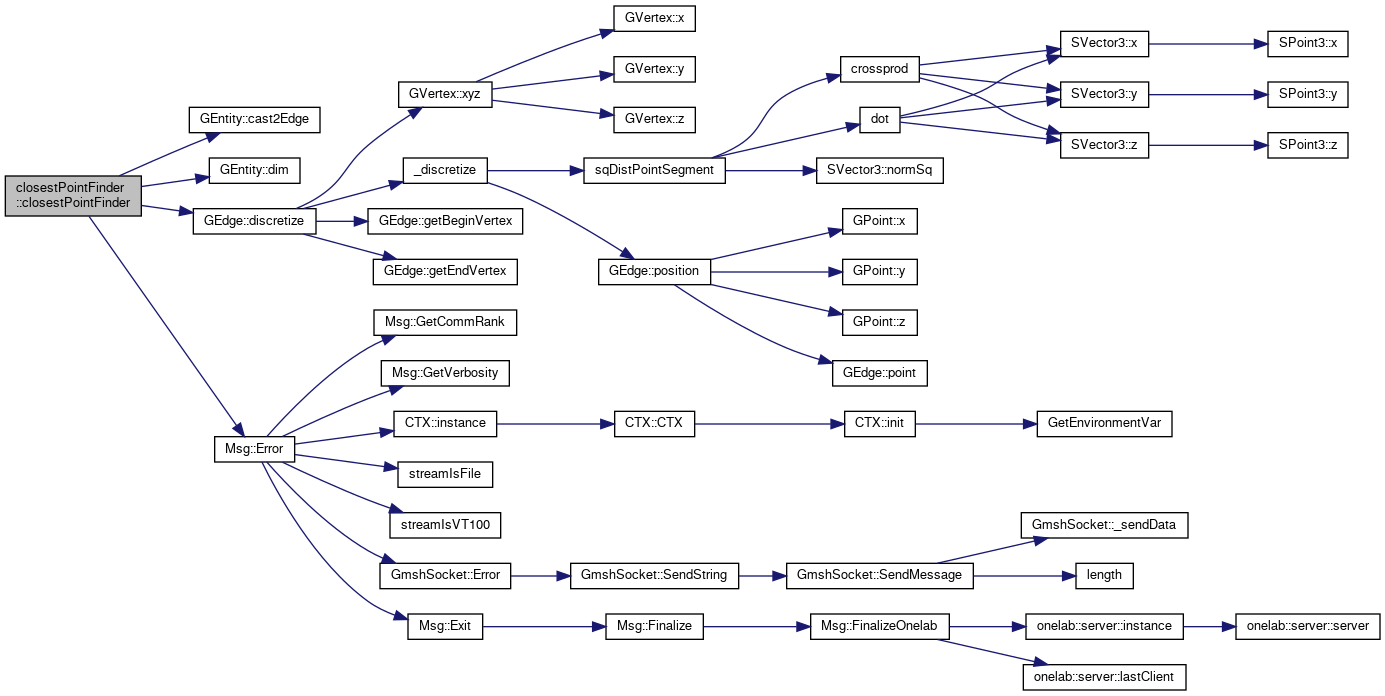 closestPointFinder
::closestPointFinder
GEntity::cast2Edge
GEntity::dim
GEdge::discretize
GVertex::xyz
GVertex::x
GVertex::y
GVertex::z
_discretize
sqDistPointSegment
crossprod
SVector3::x
SPoint3::x
SVector3::y
SPoint3::y
SVector3::z
SPoint3::z
dot
SVector3::normSq
GEdge::position
GPoint::x
GPoint::y
GPoint::z
GEdge::point
GEdge::getBeginVertex
GEdge::getEndVertex
Msg::Error
Msg::GetCommRank
Msg::GetVerbosity
CTX::instance
CTX::CTX
CTX::init
GetEnvironmentVar
streamIsFile
streamIsVT100
GmshSocket::Error
GmshSocket::SendString
GmshSocket::SendMessage
GmshSocket::_sendData
length
Msg::Exit
Msg::Finalize
Msg::FinalizeOnelab
onelab::server::instance
onelab::server::server
onelab::server::lastClient